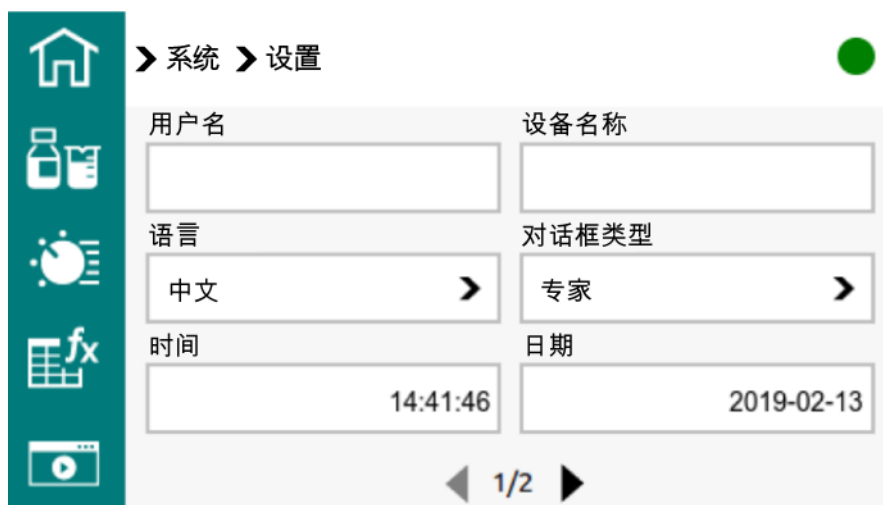 系统 设置
用户名 设备名称
语言 对话框类型
中文 专家
时间 日期
14:41:46 2019-02-13
fx
1/2